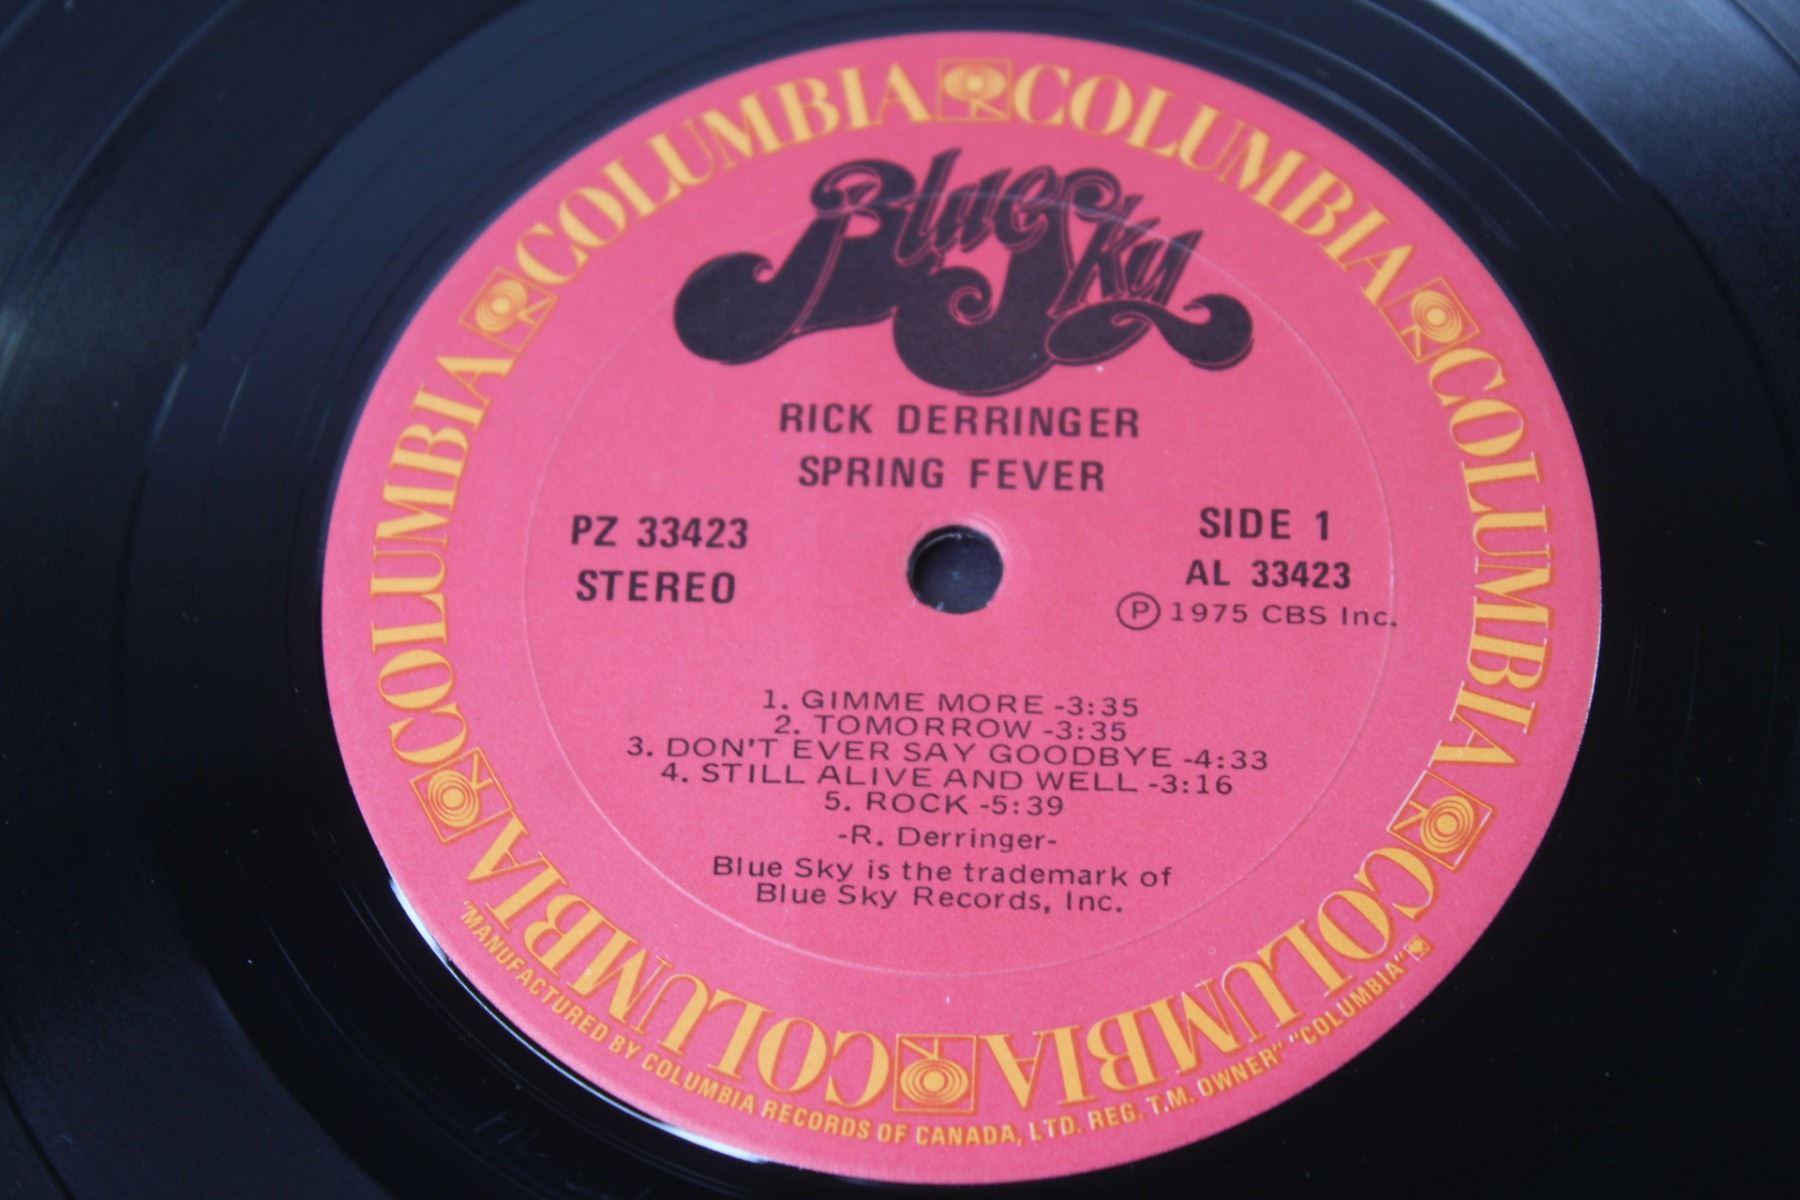 COLUMBIA COLUMBIA COLUMBIA COLUMBIA COLUMBIA COLUMBIA
Blue Sky
RICK DERRINGER
SPRING FEVER
PZ 33423
STEREO
SIDE 1
AL 33423
Ⓟ 1975 CBS Inc.
1. GIMME MORE -3:35
2. TOMORROW -3:35
3. DON'T EVER SAY GOODBYE -4:33
4. STILL ALIVE AND WELL -3:16
5. ROCK -5:39
-R. Derringer-
Blue Sky is the trademark of
Blue Sky Records, Inc.
"MANUFACTURED BY COLUMBIA RECORDS OF CANADA, LTD. REG. T.M. OWNER" "COLUMBIA"